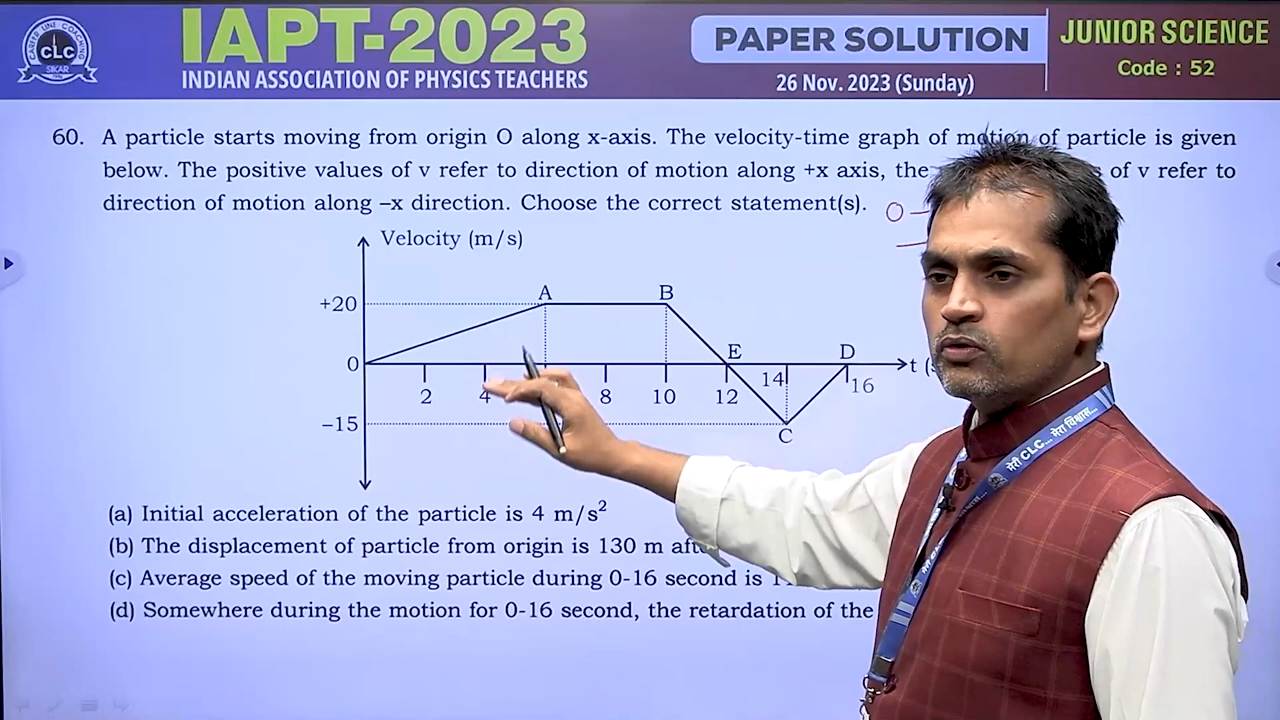 CAREER LINE COACHING
CLC
SIKAR
IAPT-2023
INDIAN ASSOCIATION OF PHYSICS TEACHERS
PAPER SOLUTION
26 Nov. 2023 (Sunday)
JUNIOR SCIENCE
Code : 52
60. A particle starts moving from origin O along x-axis. The velocity-time graph of motion of particle is given
below. The positive values of v refer to direction of motion along +x axis, the of v refer to
direction of motion along –x direction. Choose the correct statement(s).
0
Velocity (m/s)
+20
A
B
0
E
D
t
2
4
8
10
12
14
16
–15
C
(a) Initial acceleration of the particle is 4 m/s²
(b) The displacement of particle from origin is 130 m
(c) Average speed of the moving particle during 0-16 second is
(d) Somewhere during the motion for 0-16 second, the retardation of the
मेरी CLC... मेरा विश्वास...